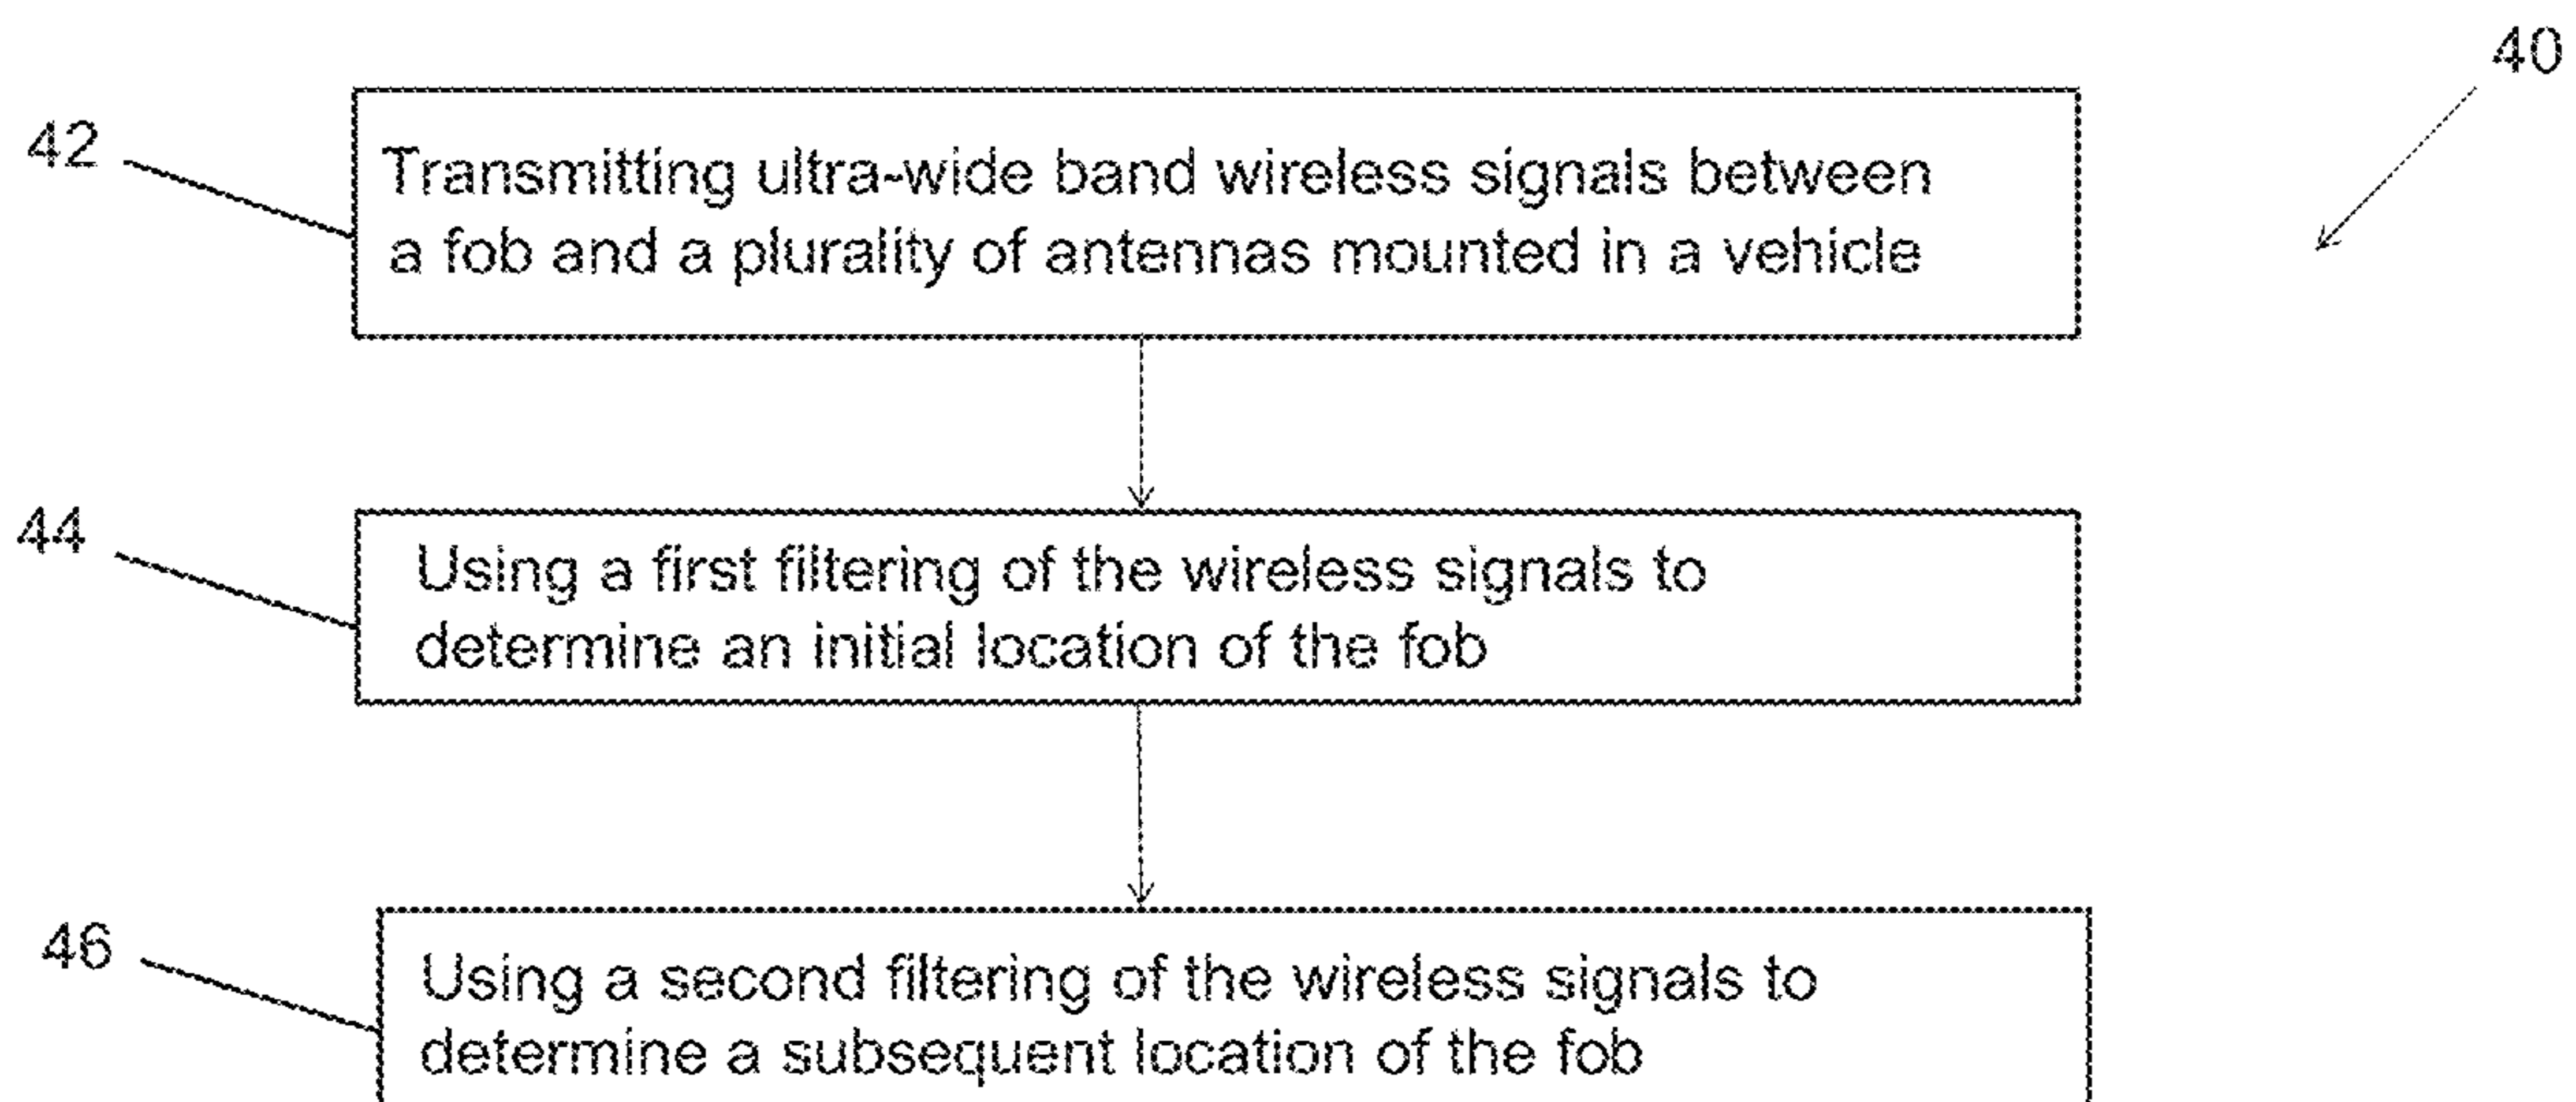 40
42
Transmitting ultra-wide band wireless signals between
a fob and a plurality of antennas mounted in a vehicle
44
Using a first filtering of the wireless signals to
determine an initial location of the fob
46
Using a second filtering of the wireless signals to
determine a subsequent location of the fob